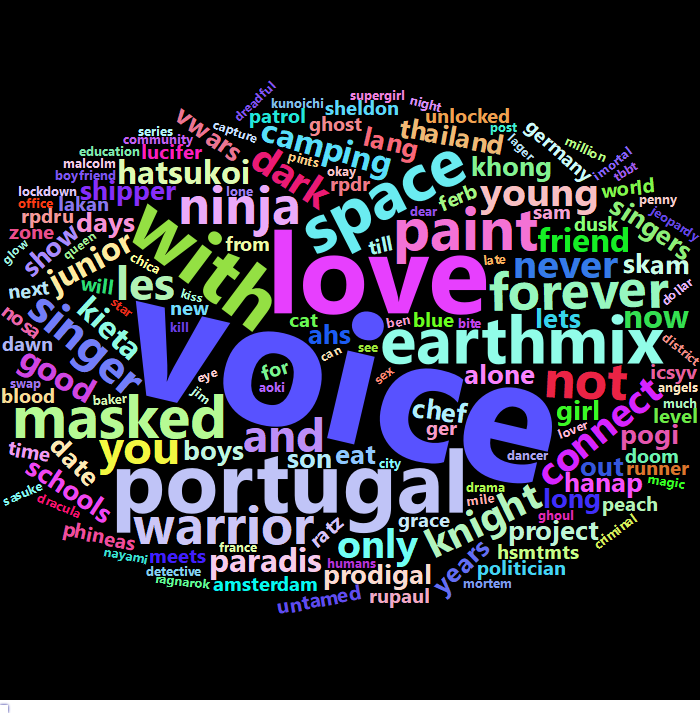 voice
love
portugal
earthmix
with
space
masked
paint
forever
ninja
warrior
not
you
and
connect
singer
knight
les
never
young
only
dark
junior
kieta
good
hatsukoi
camping
paradis
now
friend
khong
thailand
singers
skam
lets
girl
alone
chef
ahs
boys
son
eat
prodigal
project
years
long
hanap
pogi
out
date
schools
show
days
shipper
vwars
lang
rpdr
ferb
sam
dusk
world
germany
unlocked
sheldon
ghost
patrol
lucifer
lakan
rpdru
zone
next
nosa
dawn
blood
time
phineas
meets
amsterdam
untamed
rupaul
politician
hsmtmts
peach
runner
doom
level
icsyv
blue
cat
for
new
will
from
till
ger
grace
ratz
dreadful
kunoichi
supergirl
night
post
lager
million
imortal
tbbt
penny
jeopardy
dollar
district
angels
much
magic
lover
dancer
criminal
ghoul
mile
drama
city
mortem
humans
france
ragnarok
detective
nayami
dracula
sasuke
baker
swap
glow
queen
office
lockdown
boyfriend
malcolm
education
community
series
capture
pints
okay
lone
chica
star
kiss
kill
eye
jim
aoki
can
see
sex
ben
bite
late
dear